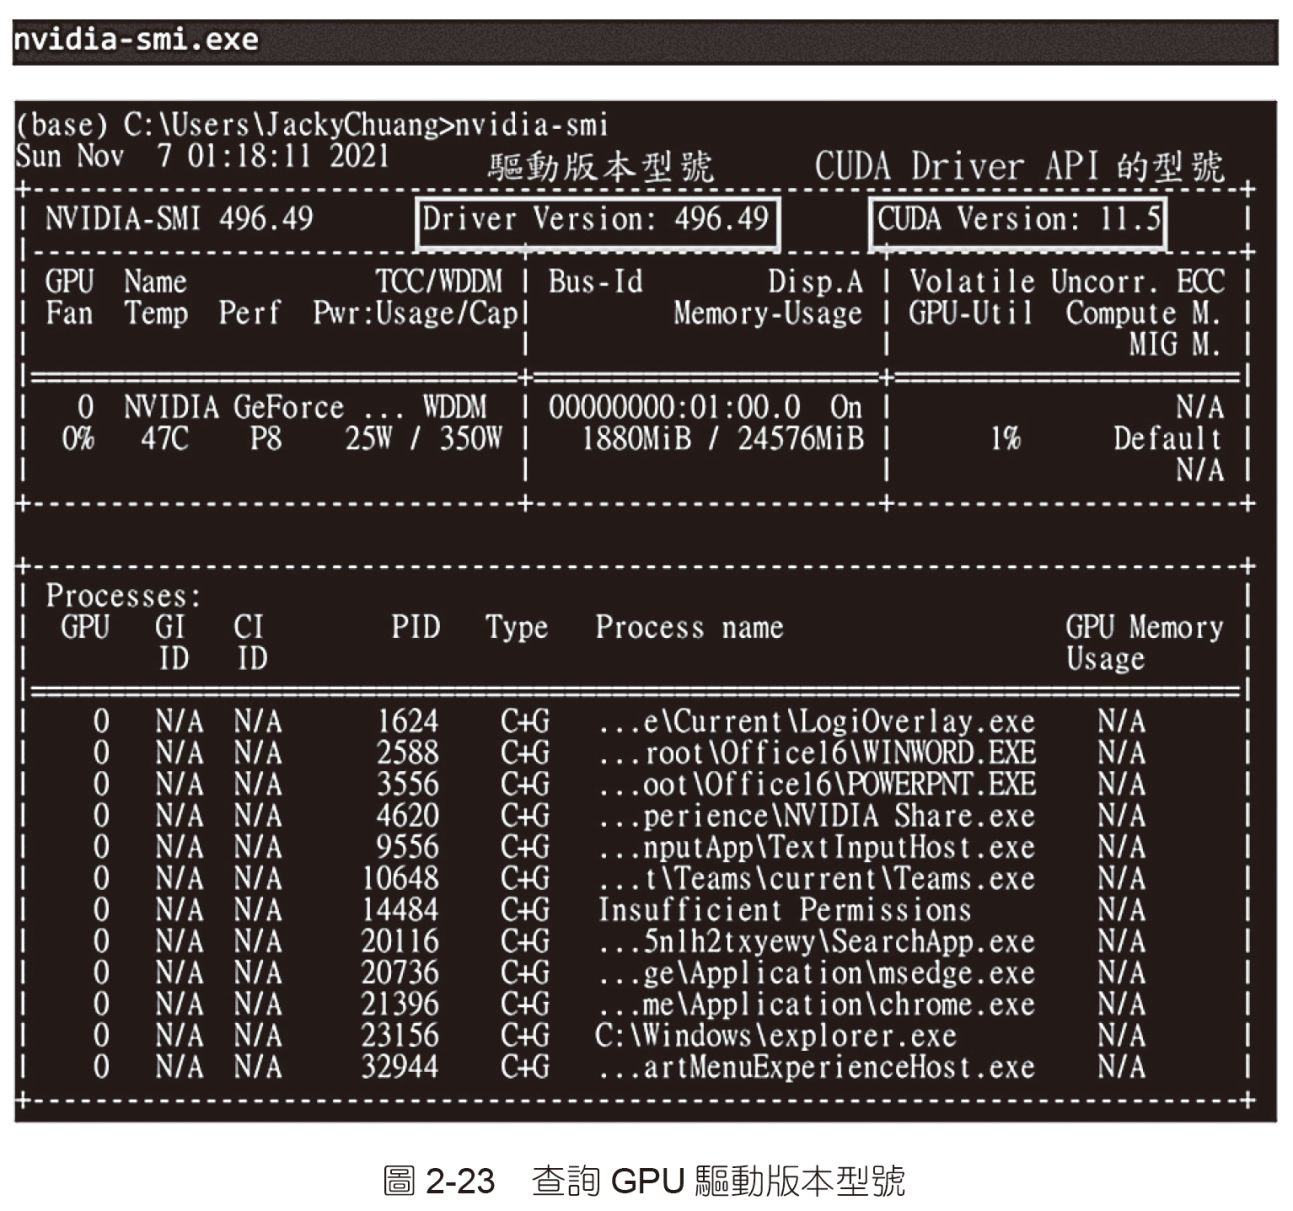 nvidia-smi.exe
(base) C:\Users\JackyChuang>nvidia-smi
Sun Nov  7 01:18:11 2021 驅動版本型號 CUDA Driver API 的型號
NVIDIA-SMI 496.49 Driver Version: 496.49 CUDA Version: 11.5
GPU Name TCC/WDDM | Bus-Id Disp.A | Volatile Uncorr. ECC
Fan Temp Perf Pwr:Usage/Cap| Memory-Usage | GPU-Util Compute M.
MIG M.
0 NVIDIA GeForce ... WDDM | 00000000:01:00.0 On | N/A
0% 47C P8 25W / 350W | 1880MiB / 24576MiB | 1% Default
N/A
Processes:
GPU GI CI PID Type Process name GPU Memory
ID ID Usage
0 N/A N/A 1624 C+G ...e\Current\LogiOverlay.exe N/A
0 N/A N/A 2588 C+G ...root\Office16\WINWORD.EXE N/A
0 N/A N/A 3556 C+G ...oot\Office16\POWERPNT.EXE N/A
0 N/A N/A 4620 C+G ...perience\NVIDIA Share.exe N/A
0 N/A N/A 9556 C+G ...nputApp\TextInputHost.exe N/A
0 N/A N/A 10648 C+G ...t\Teams\current\Teams.exe N/A
0 N/A N/A 14484 C+G Insufficient Permissions N/A
0 N/A N/A 20116 C+G ...5n1h2txyewy\SearchApp.exe N/A
0 N/A N/A 20736 C+G ...ge\Application\msedge.exe N/A
0 N/A N/A 21396 C+G ...me\Application\chrome.exe N/A
0 N/A N/A 23156 C+G C:\Windows\explorer.exe N/A
0 N/A N/A 32944 C+G ...artMenuExperienceHost.exe N/A
圖 2-23 查詢 GPU 驅動版本型號